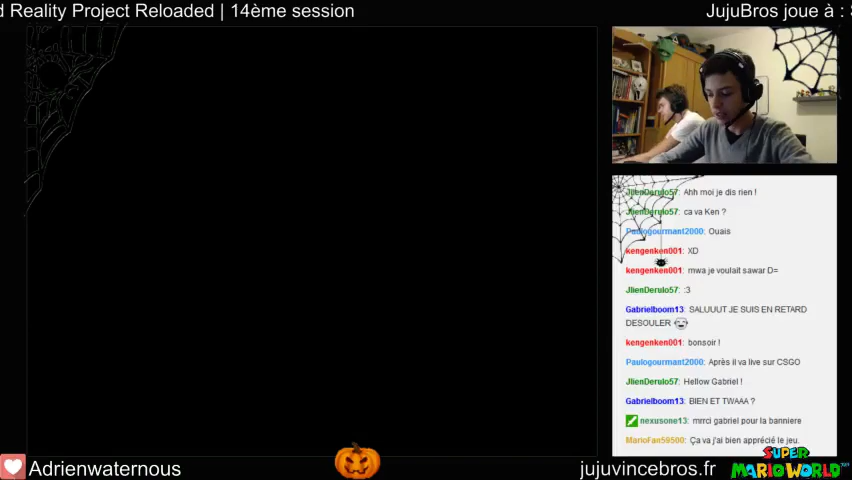 d Reality Project Reloaded | 14ème session
JujuBros joue à :
JlienDerulo57: Ahh moi je dis rien !
JlienDerulo57: ca va Ken ?
Paulogourmant2000: Ouais
kengenken001: XD
kengenken001: mwa je voulait sawar D=
JlienDerulo57: :3
Gabrielboom13: SALUUUT JE SUIS EN RETARD
DESOULER
kengenken001: bonsoir !
Paulogourmant2000: Après il va live sur CSGO
JlienDerulo57: Hellow Gabriel !
Gabrielboom13: BIEN ET TWAAA ?
nexusone13: mrrci gabriel pour la banniere
MarioFan59500: Ça va j'ai bien apprécié le jeu.
Adrienwaternous
jujuvincebros.fr
SUPER
MARIO WORLD